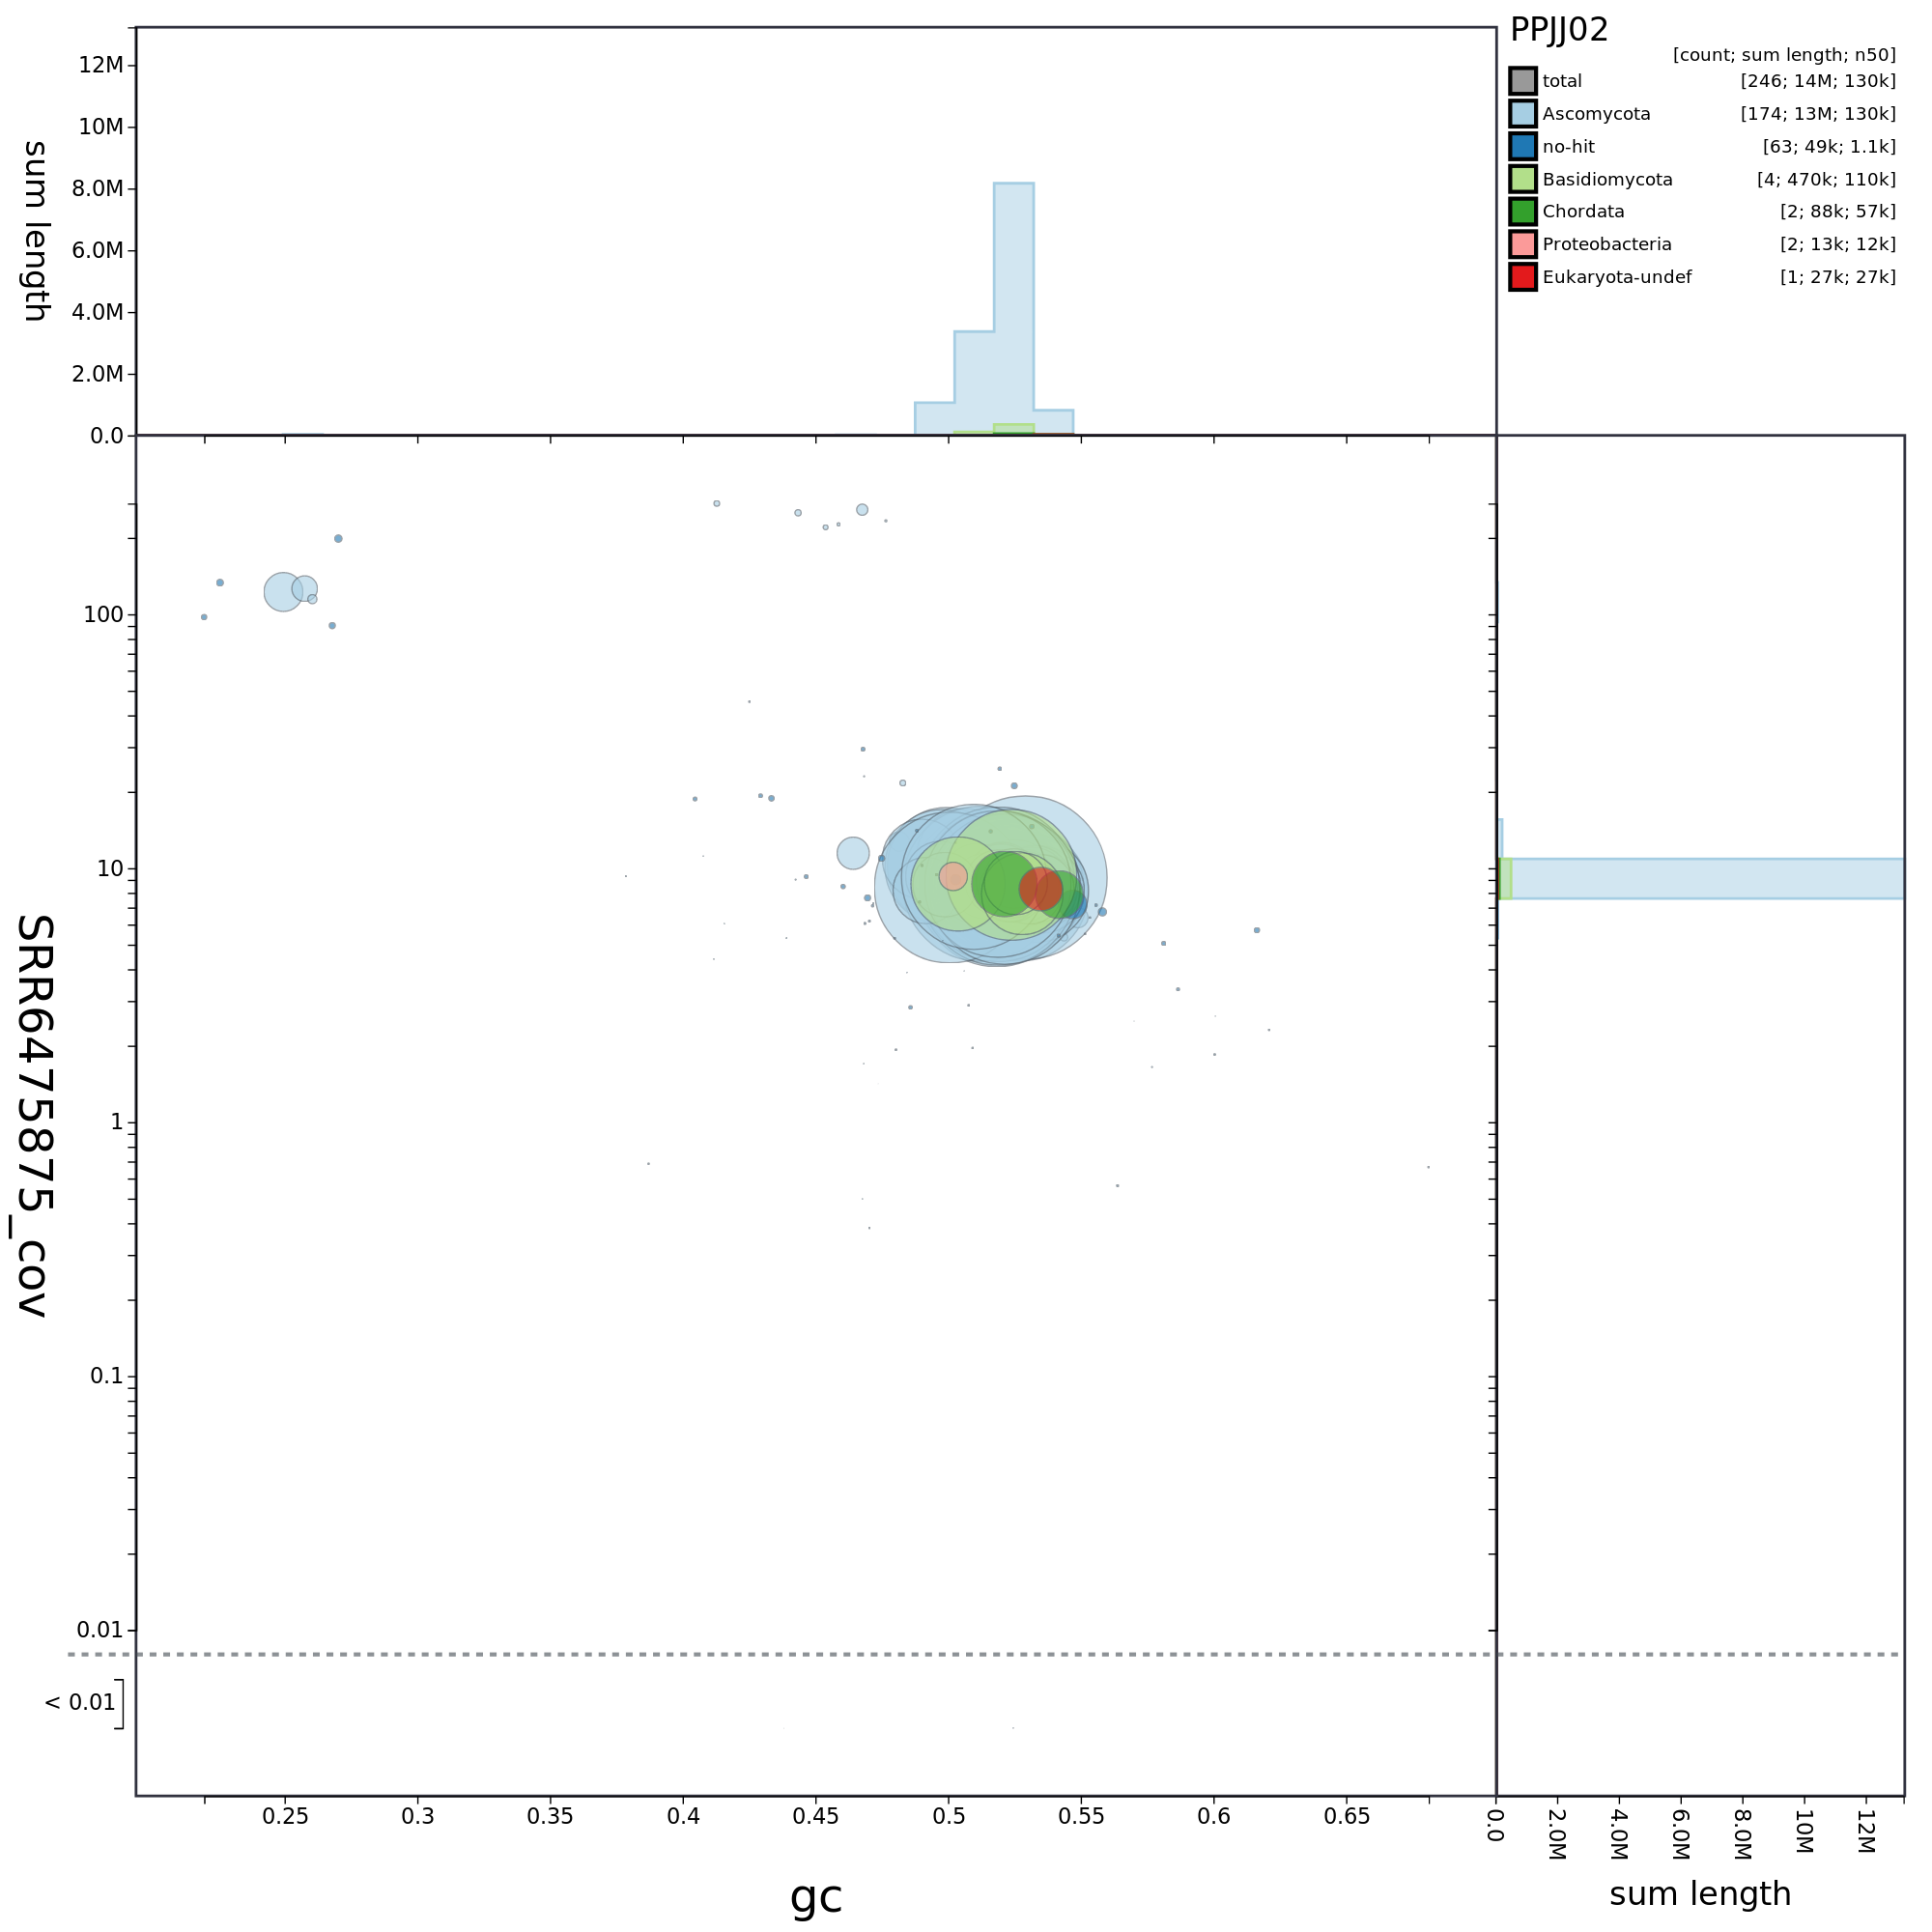 PPJJ02
[count; sum length; n50]
total [246; 14M; 130k]
Ascomycota [174; 13M; 130k]
no-hit [63; 49k; 1.1k]
Basidiomycota [4; 470k; 110k]
Chordata [2; 88k; 57k]
Proteobacteria [2; 13k; 12k]
Eukaryota-undef [1; 27k; 27k]
sum length
12M
10M
8.0M
6.0M
4.0M
2.0M
0.0
SRR6475875_cov
100
10
1
0.1
0.01
< 0.01
0.25 0.3 0.35 0.4 0.45 0.5 0.55 0.6 0.65
gc
0.0 2.0M 4.0M 6.0M 8.0M 10M 12M
sum length